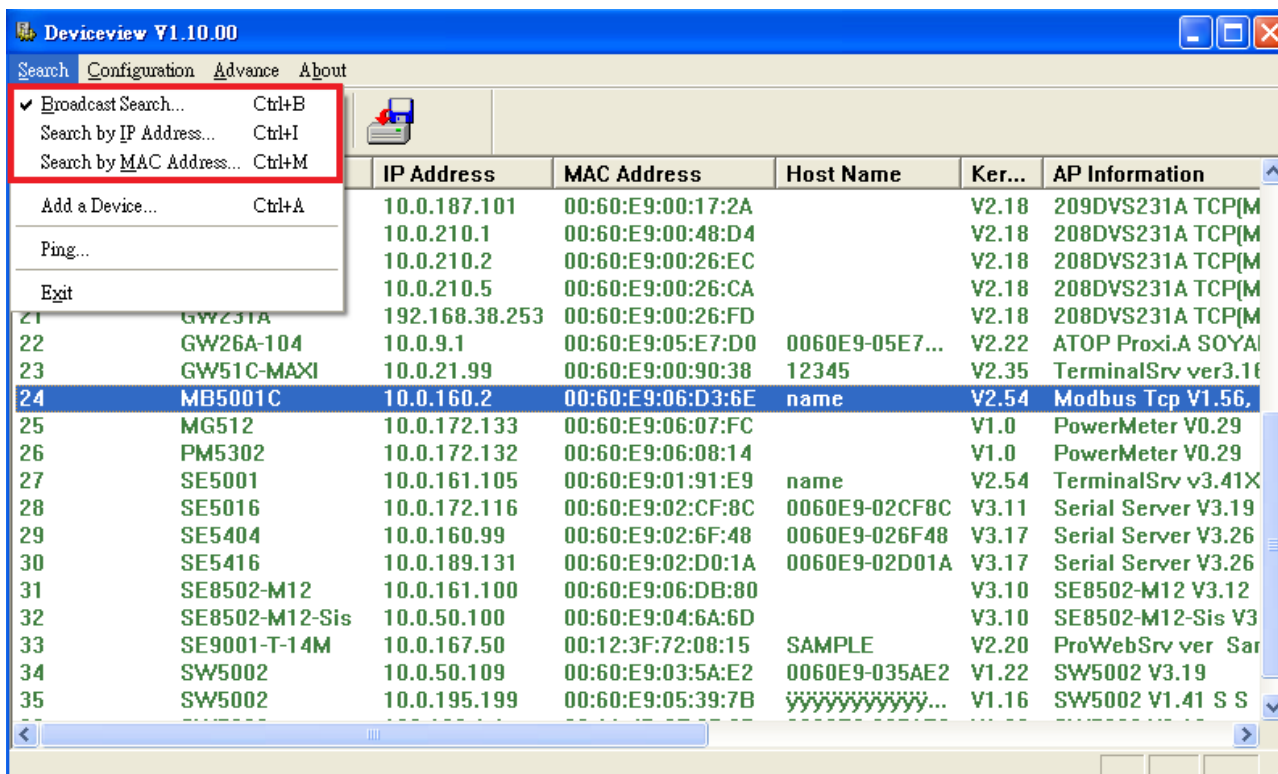 Deviceview V1.10.00
Search Configuration Advance About
Broadcast Search... Ctrl+B
Search by IP Address... Ctrl+I
Search by MAC Address... Ctrl+M
Add a Device... Ctrl+A
Ping...
Exit
IP Address MAC Address Host Name Ker... AP Information
10.0.187.101 00:60:E9:00:17:2A V2.18 209DVS231A TCP(M
10.0.210.1 00:60:E9:00:48:D4 V2.18 208DVS231A TCP(M
10.0.210.2 00:60:E9:00:26:EC V2.18 208DVS231A TCP(M
10.0.210.5 00:60:E9:00:26:CA V2.18 208DVS231A TCP(M
21 GW231A 192.168.38.253 00:60:E9:00:26:FD V2.18 208DVS231A TCP(M
22 GW26A-104 10.0.9.1 00:60:E9:05:E7:D0 0060E9-05E7... V2.22 ATOP Proxi.A SOYA
23 GW51C-MAXI 10.0.21.99 00:60:E9:00:90:38 12345 V2.35 TerminalSrv ver3.16
24 MB5001C 10.0.160.2 00:60:E9:06:D3:6E name V2.54 Modbus Tcp V1.56,
25 MG512 10.0.172.133 00:60:E9:06:07:FC V1.0 PowerMeter V0.29
26 PM5302 10.0.172.132 00:60:E9:06:08:14 V1.0 PowerMeter V0.29
27 SE5001 10.0.161.105 00:60:E9:01:91:E9 name V2.54 TerminalSrv v3.41X
28 SE5016 10.0.172.116 00:60:E9:02:CF:8C 0060E9-02CF8C V3.11 Serial Server V3.19
29 SE5404 10.0.160.99 00:60:E9:02:6F:48 0060E9-026F48 V3.17 Serial Server V3.26
30 SE5416 10.0.189.131 00:60:E9:02:D0:1A 0060E9-02D01A V3.17 Serial Server V3.26
31 SE8502-M12 10.0.161.100 00:60:E9:06:DB:80 V3.10 SE8502-M12 V3.12
32 SE8502-M12-Sis 10.0.50.100 00:60:E9:04:6A:6D V3.10 SE8502-M12-Sis V3
33 SE9001-T-14M 10.0.167.50 00:12:3F:72:08:15 SAMPLE V2.20 ProWebSrv ver Sar
34 SW5002 10.0.50.109 00:60:E9:03:5A:E2 0060E9-035AE2 V1.22 SW5002 V3.19
35 SW5002 10.0.195.199 00:60:E9:05:39:7B ÿÿÿÿÿÿÿÿÿÿÿ... V1.16 SW5002 V1.41 S S